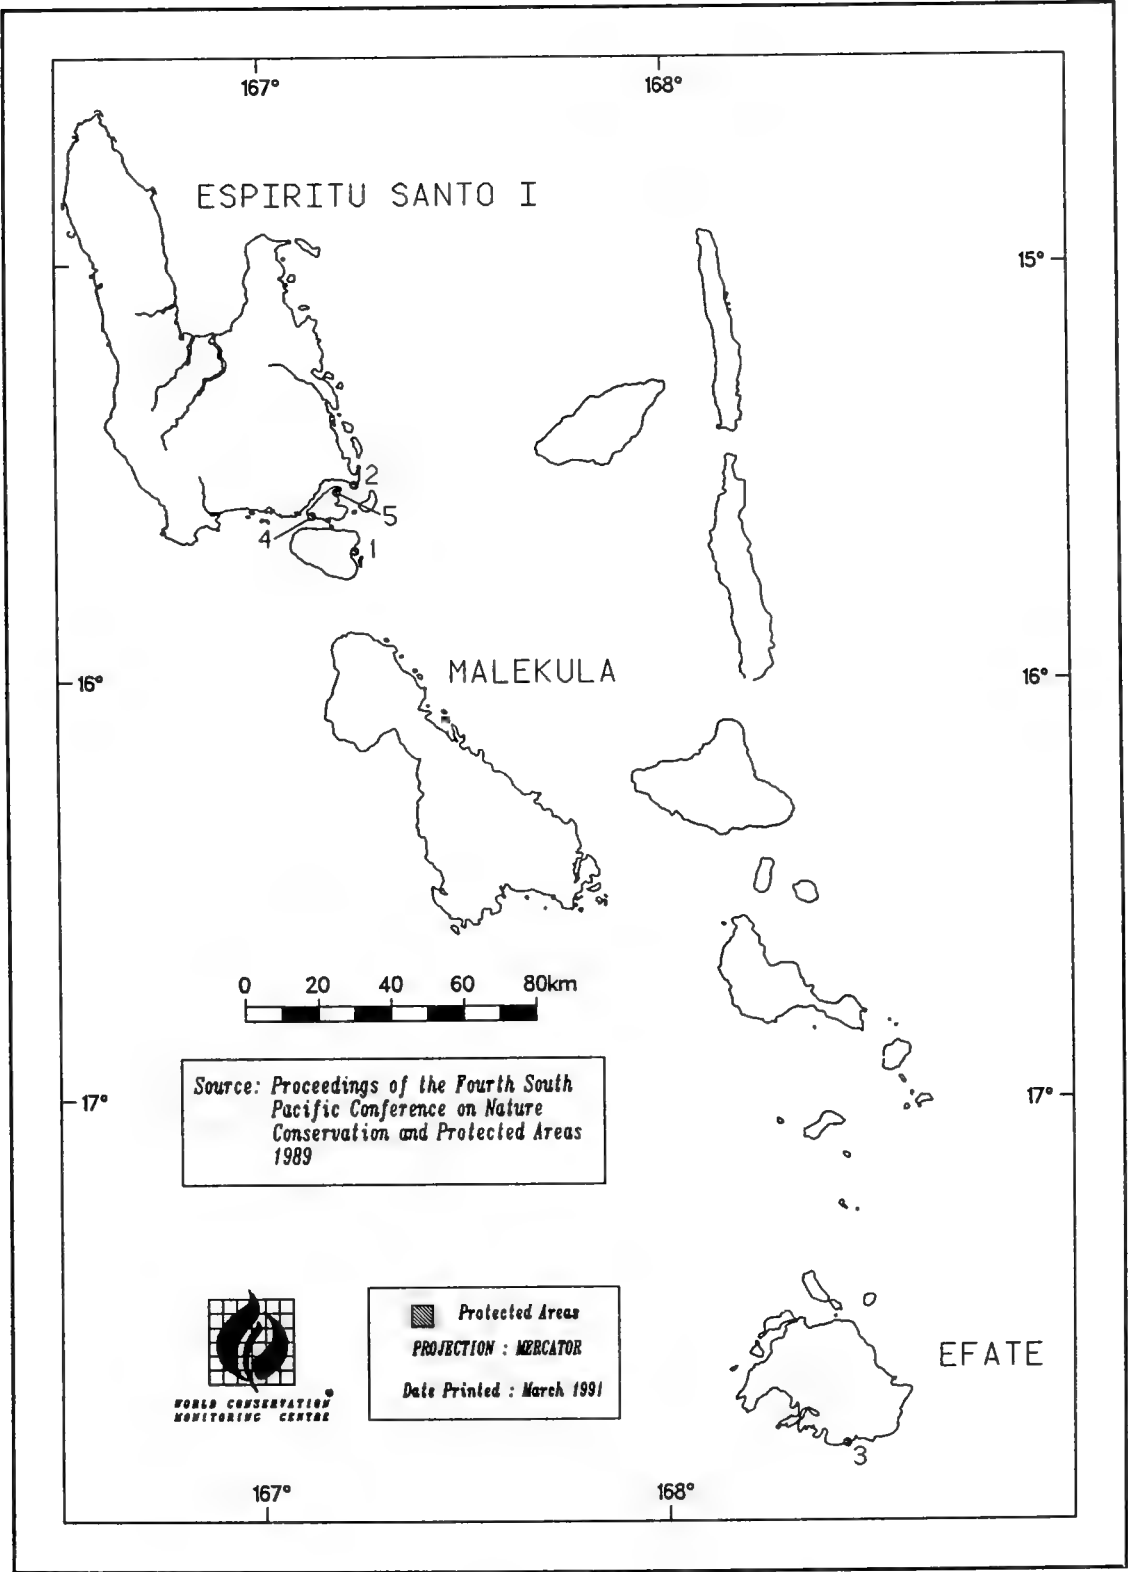 167°
168°
ESPIRITU SANTO I
15°
2
5
4
1
MALEKULA
16°
16°
0 20 40 60 80km
Source: Proceedings of the Fourth South
Pacific Conference on Nature
Conservation and Protected Areas
1989
17°
17°
Protected Areas
PROJECTION : MERCATOR
Date Printed : March 1991
WORLD CONSERVATION
MONITORING CENTRE
EFATE
3
167°
168°